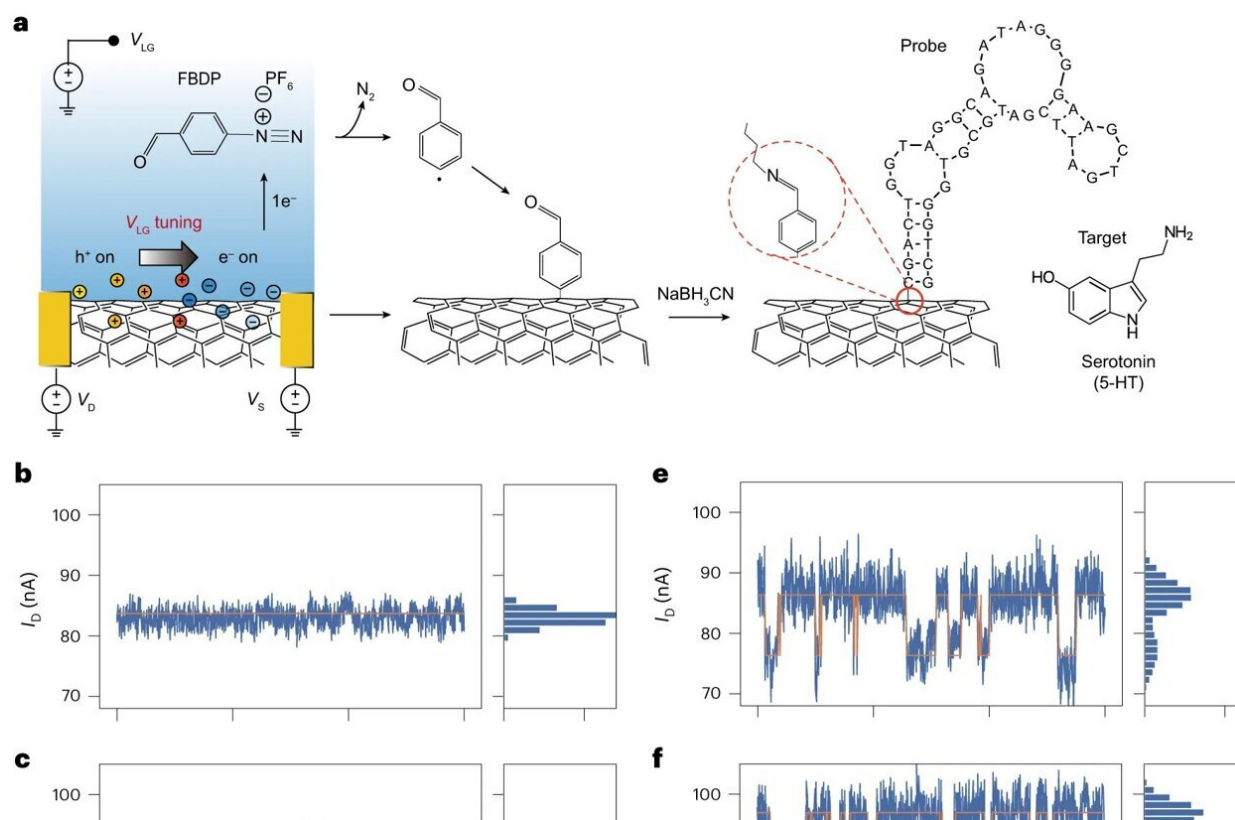 a
V_LG
FBDP
PF₆
⊖
⊕
N≡N
O
1e⁻
V_LG tuning
h⁺ on
e⁻ on
V_D
V_S
N₂
O
O
NaBH₃CN
N
Probe
Target
HO
NH₂
N
H
Serotonin
(5-HT)
b
I_D (nA)
100
90
80
70
e
I_D (nA)
100
90
80
70
c
100
f
100